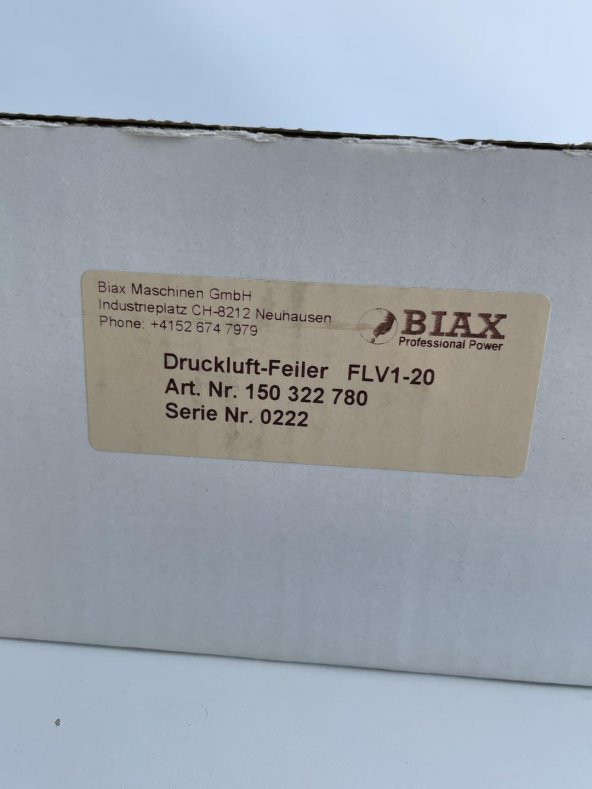 Biax Maschinen GmbH
Industrieplatz CH-8212 Neuhausen
Phone: +4152 674 7979
BIAX
Professional Power
Druckluft-Feiler FLV1-20
Art. Nr. 150 322 780
Serie Nr. 0222